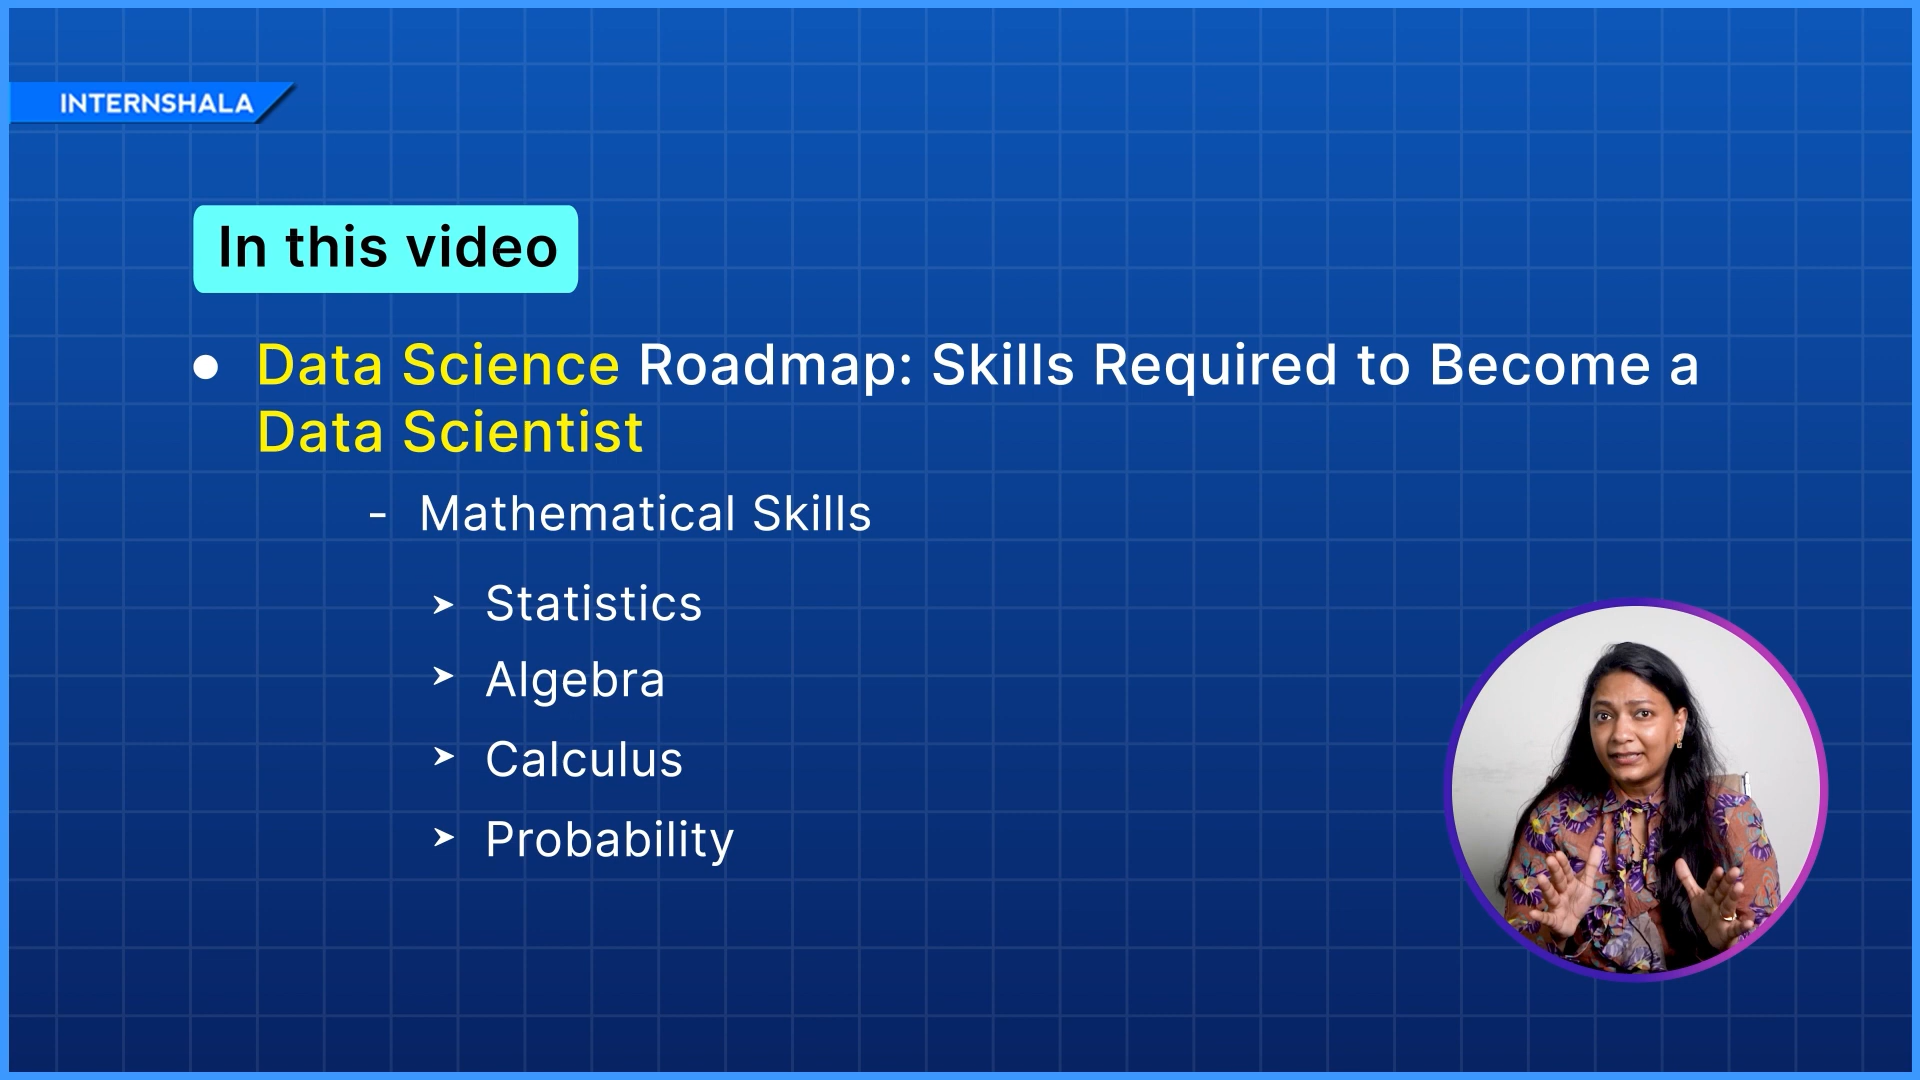 INTERNSHALA
In this video
● Data Science Roadmap: Skills Required to Become a
Data Scientist
- Mathematical Skills
➤ Statistics
➤ Algebra
➤ Calculus
➤ Probability